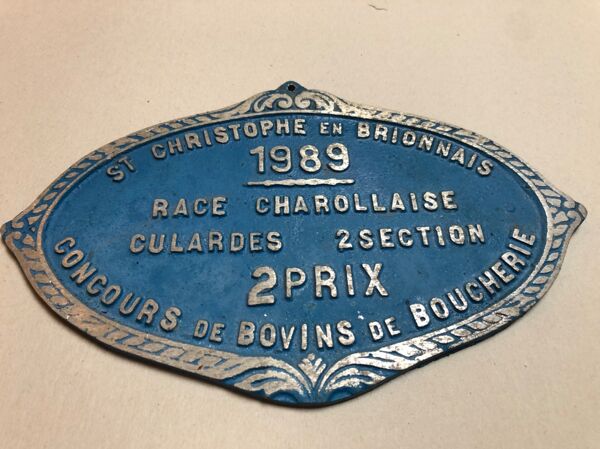 ST CHRISTOPHE EN BRIONNAIS
1989
RACE CHAROLLAISE
CULARDES 2SECTION
2PRIX
CONCOURS DE BOVINS DE BOUCHERIE